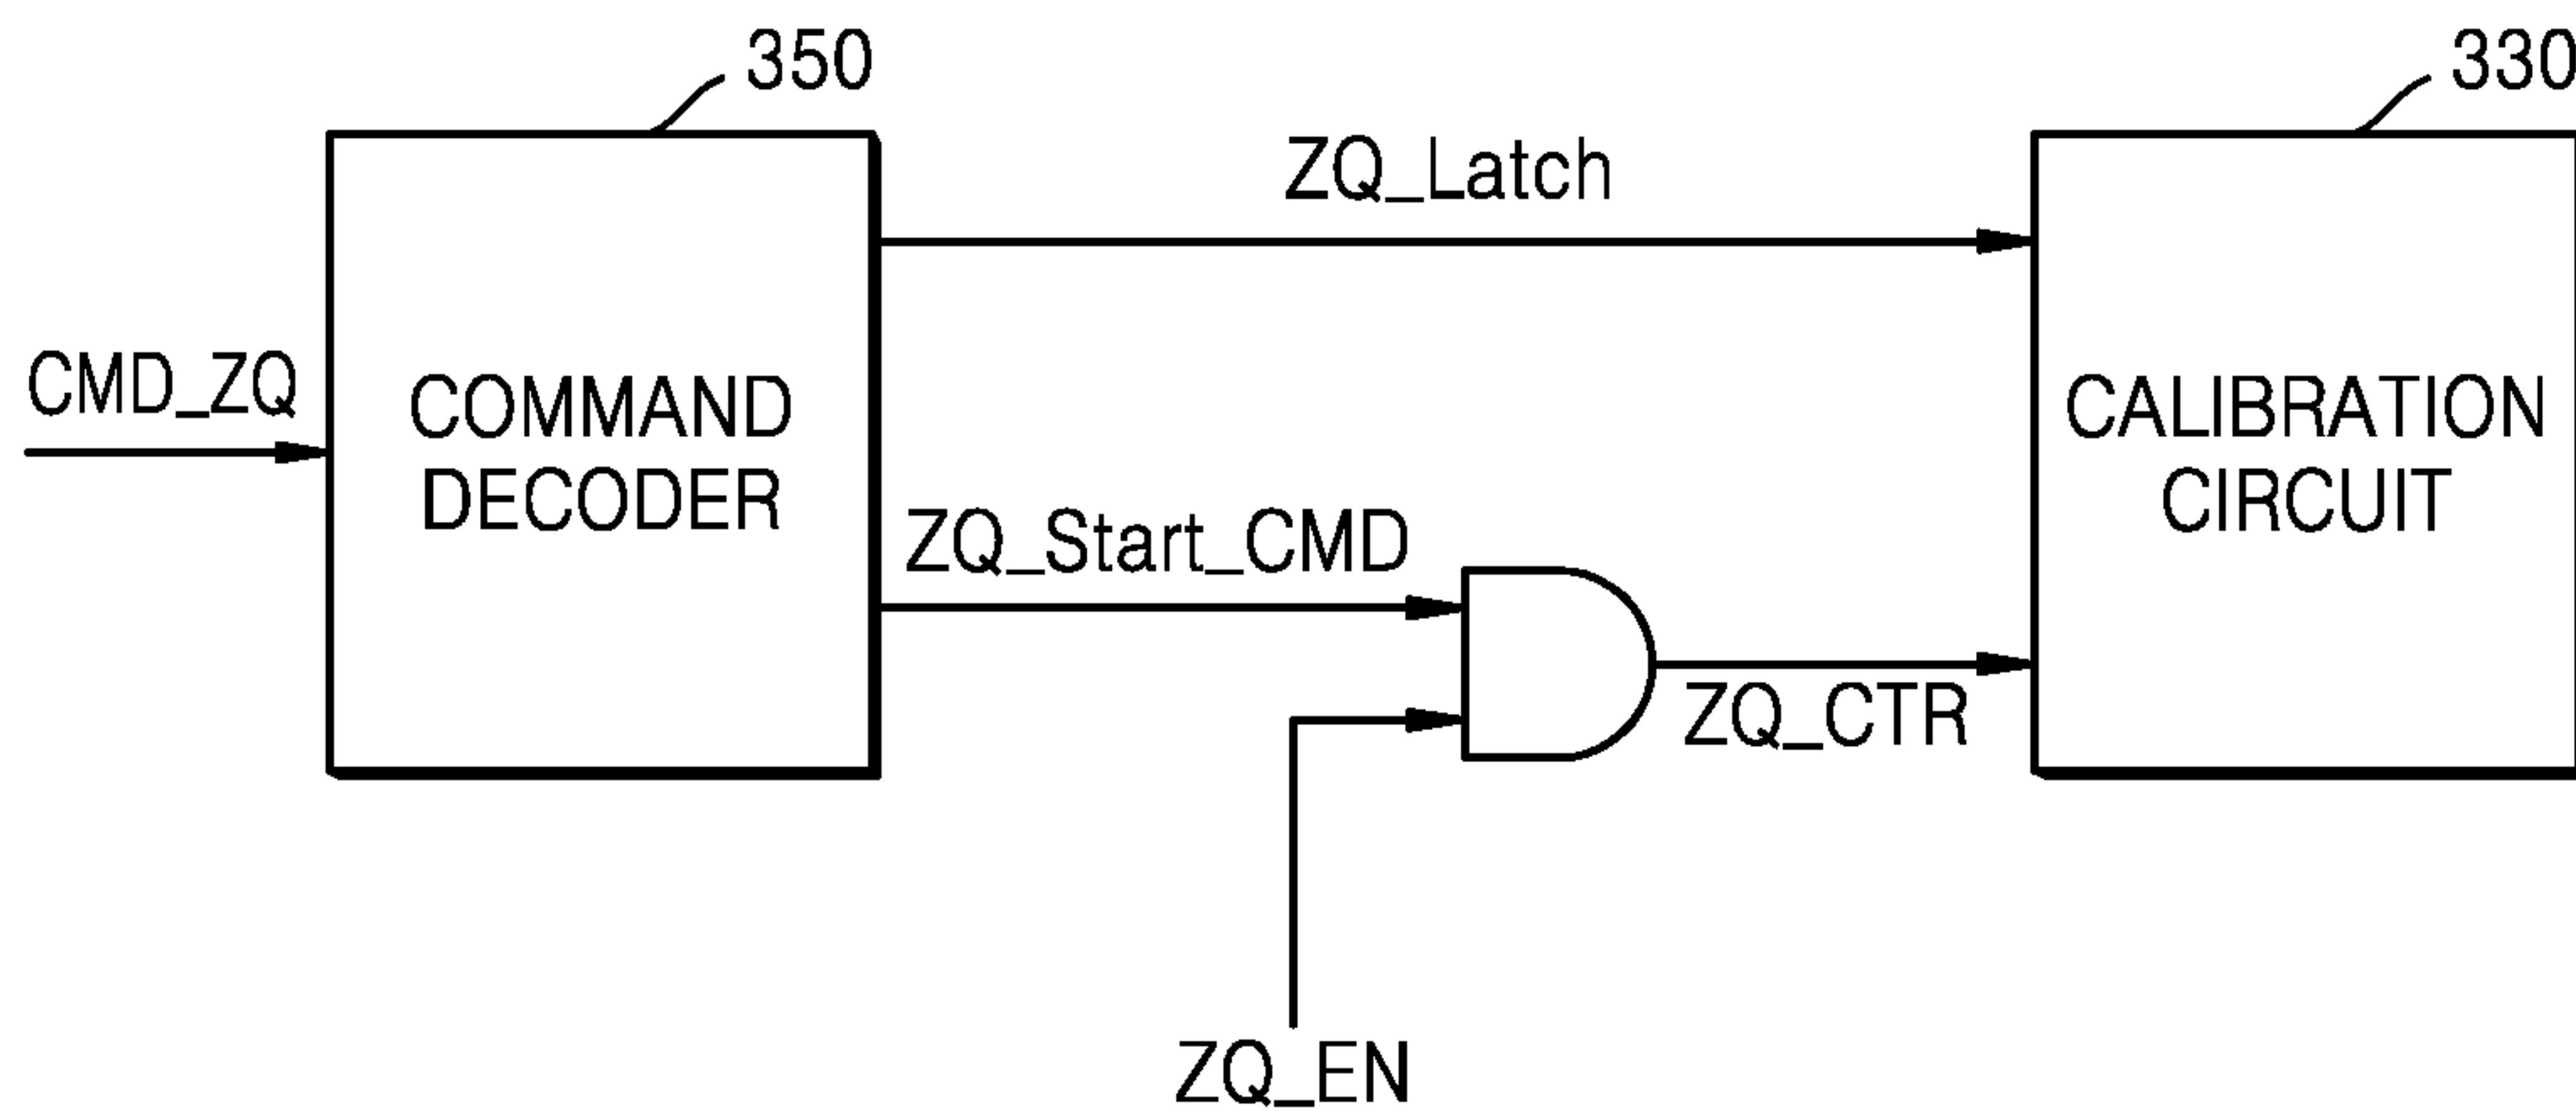 350
330
ZQ_Latch
CMD_ZQ
COMMAND
DECODER
CALIBRATION
CIRCUIT
ZQ_Start_CMD
ZQ_CTR
ZQ_EN